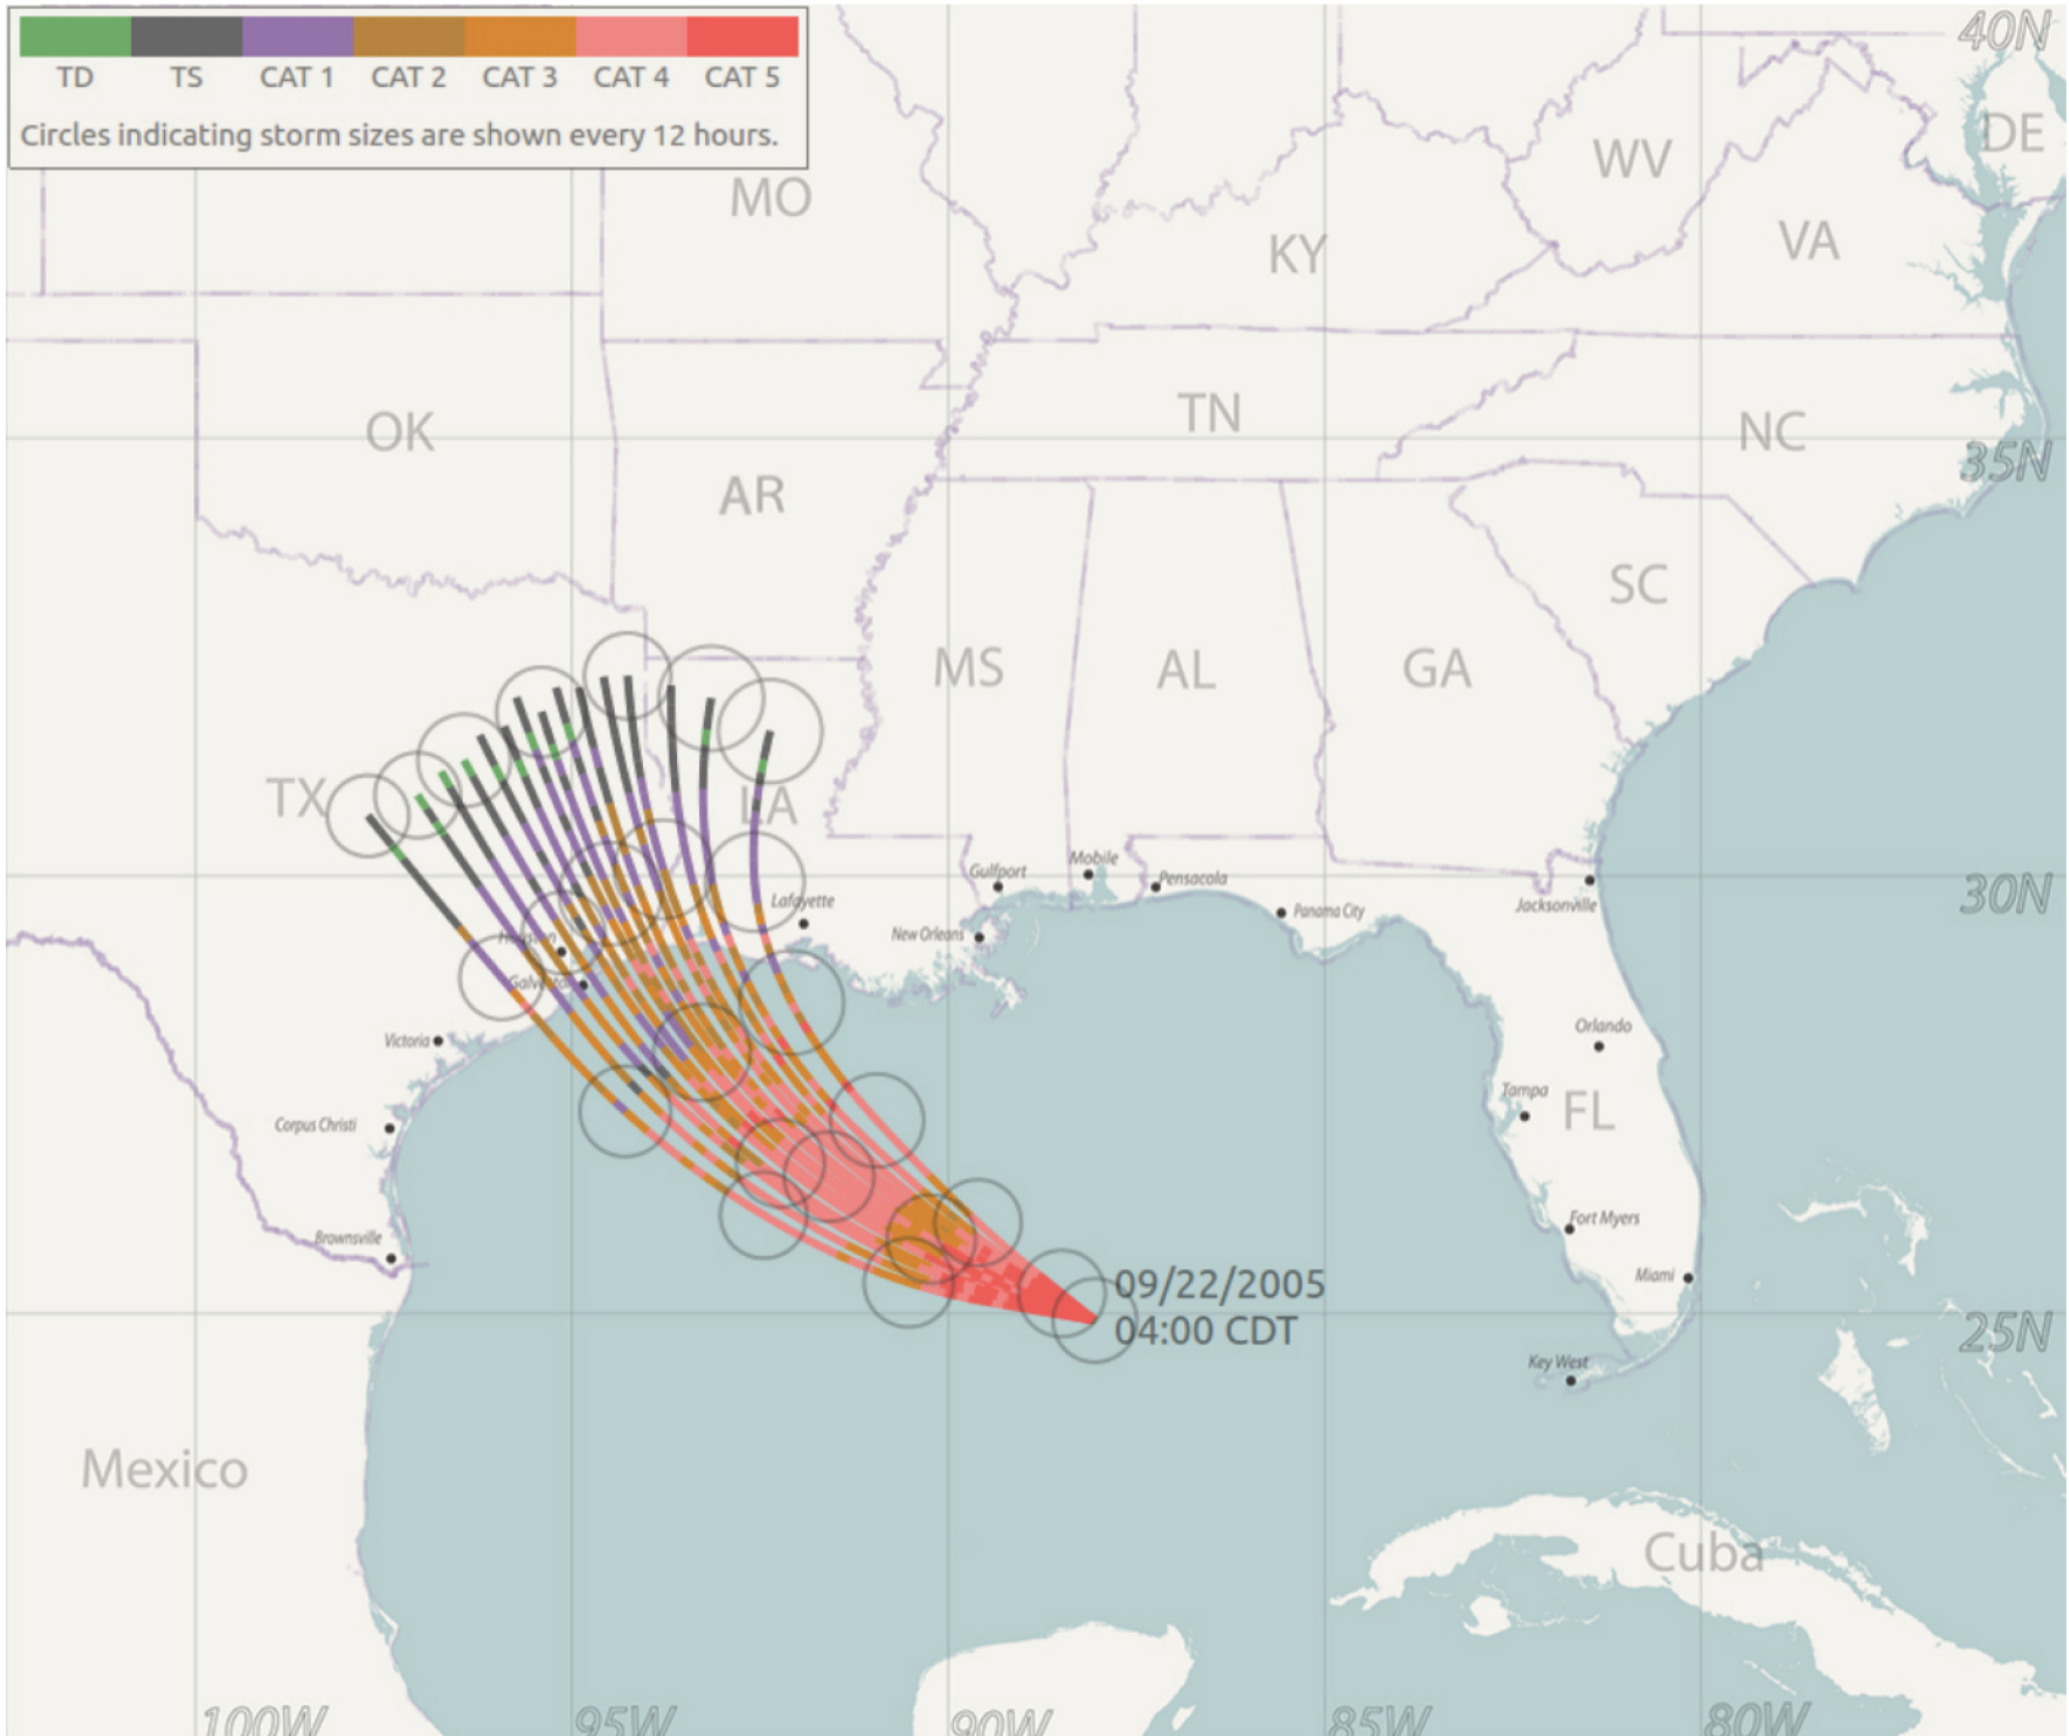 TD TS CAT 1 CAT 2 CAT 3 CAT 4 CAT 5
Circles indicating storm sizes are shown every 12 hours.
40N
DE
WV
MO
VA
KY
TN
OK
NC
35N
AR
SC
MS
AL
GA
TX
LA
Mobile
Gulfport
Pensacola
30N
Lafayette
Jacksonville
Panama City
New Orleans
Houston
Galveston
Orlando
Victoria
Tampa
FL
Corpus Christi
Fort Myers
Brownsville
Miami
09/22/2005
04:00 CDT
25N
Key West
Mexico
Cuba
100W
95W
90W
85W
80W